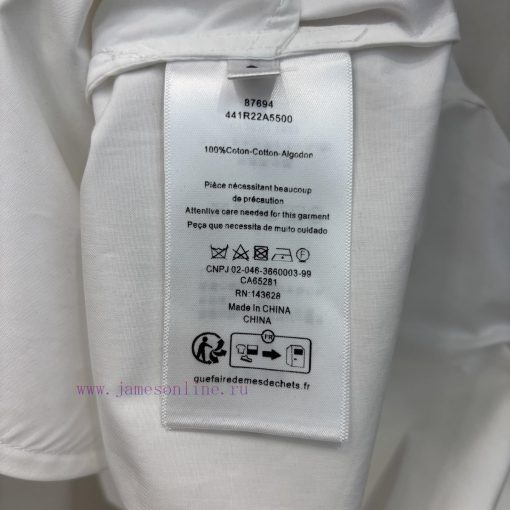 87694
441R22A5500
100%Coton-Cotton-Algodon
Pièce nécessitant beaucoup
de précaution
Attenlive care needed for this garment
Peça que necessita de muito cuidado
F
CNPJ 02-046-3660003-99
CA65281
RN:143628
Made in CHINA
CHINA
FR
quefairedemesdechets.fr
www.jamesonline.ru